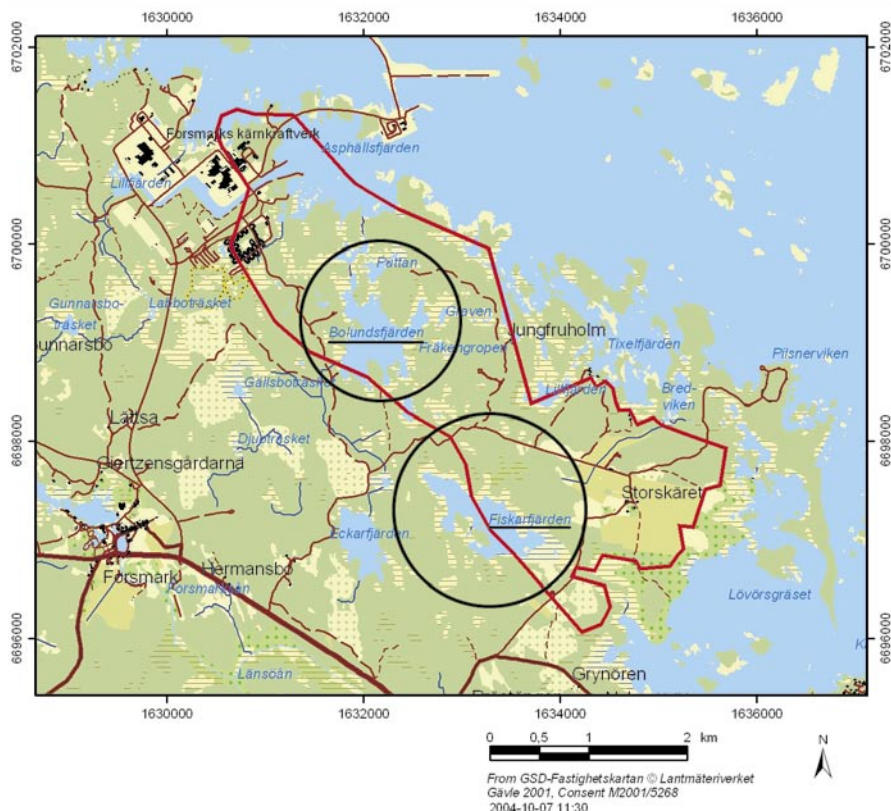 1630000 1632000 1634000 1636000
6702000
6702000
Forsmarks kärnkraftverk
Asphällsfjärden
Lillfjärden
6700000
6700000
Puttan
Gunnarsbo-
träsket
Labboträsket
Graven
Bolundsfjärden
Jungfruholm
Fräkengropen
Tixelfjärden
Gunnarsbo
Pilsnerviken
Gällsboträsket
Lillfjärden
Bred-
viken
Lättsa
6698000
6698000
Djupträsket
Giertzensgårdarna
Storskäret
Fiskarfjärden
Eckarfjärden
Forsmark
Hermansbo
Forsmarksån
Lövörsgräset
6696000
6696000
Länsöån
Grynören
1630000 1632000 1634000 1636000
0 0,5 1 2 km
N
From GSD-Fastighetskartan © Lantmäteriverket
Gävle 2001, Consent M2001/5268
2004-10-07 11:30